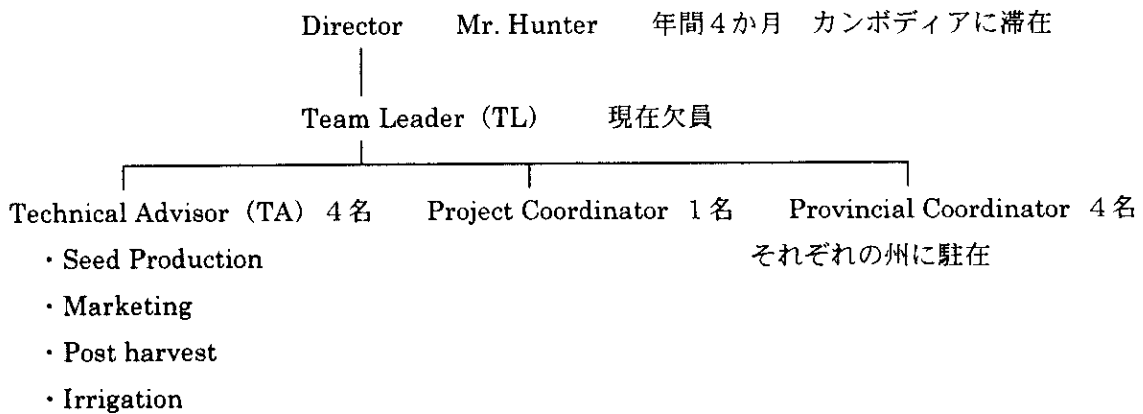 Director Mr. Hunter 年間４か月 カンボディアに滞在
Team Leader（TL） 現在欠員
Technical Advisor（TA）４名 Project Coordinator １名 Provincial Coordinator ４名
それぞれの州に駐在
・Seed Production
・Marketing
・Post harvest
・Irrigation